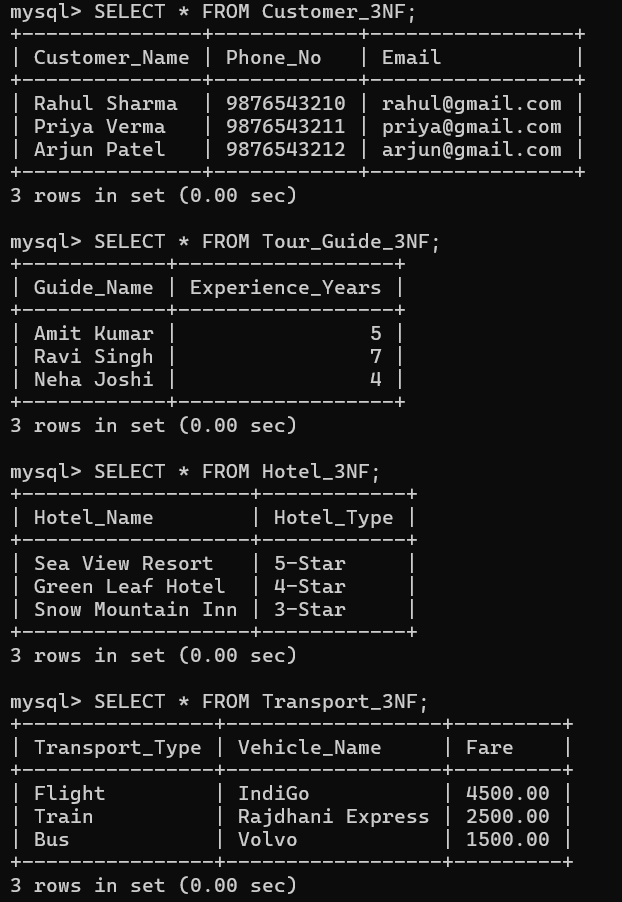 mysql> SELECT * FROM Customer_3NF;
+---------------+------------+-----------------+
| Customer_Name | Phone_No   | Email           |
+---------------+------------+-----------------+
| Rahul Sharma  | 9876543210 | rahul@gmail.com |
| Priya Verma   | 9876543211 | priya@gmail.com |
| Arjun Patel   | 9876543212 | arjun@gmail.com |
+---------------+------------+-----------------+
3 rows in set (0.00 sec)

mysql> SELECT * FROM Tour_Guide_3NF;
+------------+------------------+
| Guide_Name | Experience_Years |
+------------+------------------+
| Amit Kumar |                5 |
| Ravi Singh |                7 |
| Neha Joshi |                4 |
+------------+------------------+
3 rows in set (0.00 sec)

mysql> SELECT * FROM Hotel_3NF;
+-------------------+------------+
| Hotel_Name        | Hotel_Type |
+-------------------+------------+
| Sea View Resort   | 5-Star     |
| Green Leaf Hotel  | 4-Star     |
| Snow Mountain Inn | 3-Star     |
+-------------------+------------+
3 rows in set (0.00 sec)

mysql> SELECT * FROM Transport_3NF;
+----------------+------------------+---------+
| Transport_Type | Vehicle_Name     | Fare    |
+----------------+------------------+---------+
| Flight         | IndiGo           | 4500.00 |
| Train          | Rajdhani Express | 2500.00 |
| Bus            | Volvo            | 1500.00 |
+----------------+------------------+---------+
3 rows in set (0.00 sec)